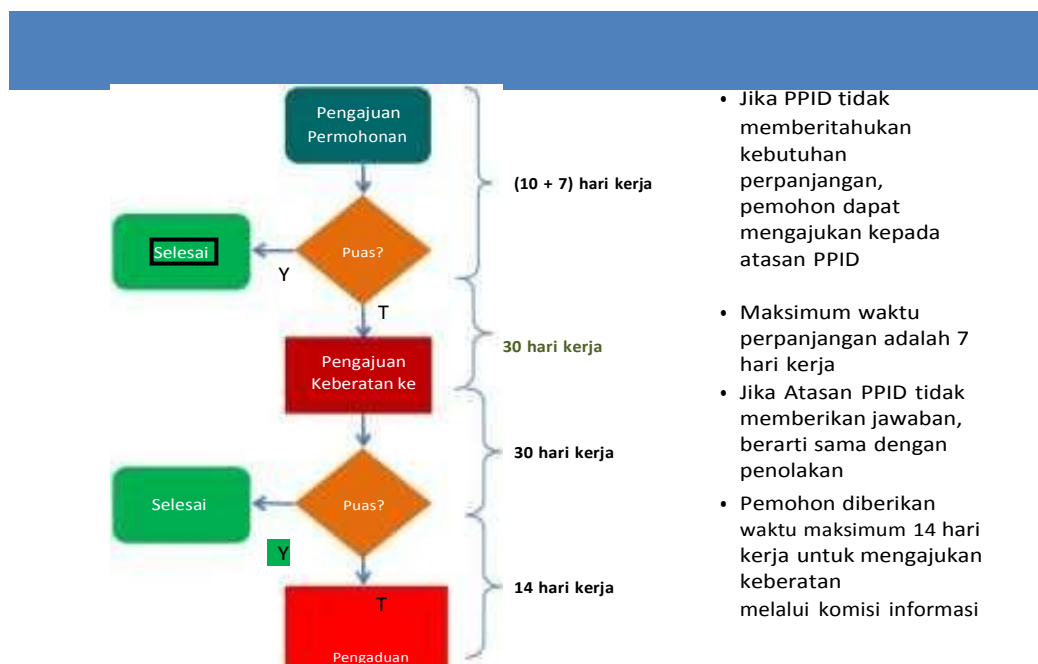 Pengajuan
Permohonan
(10 + 7) hari kerja
Selesai
Puas?
Y
T
30 hari kerja
Pengajuan
Keberatan ke
30 hari kerja
Selesai
Puas?
Y
14 hari kerja
T
Pengaduan
• Jika PPID tidak
memberitahukan
kebutuhan
perpanjangan,
pemohon dapat
mengajukan kepada
atasan PPID
• Maksimum waktu
perpanjangan adalah 7
hari kerja
• Jika Atasan PPID tidak
memberikan jawaban,
berarti sama dengan
penolakan
• Pemohon diberikan
waktu maksimum 14 hari
kerja untuk mengajukan
keberatan
melalui komisi informasi